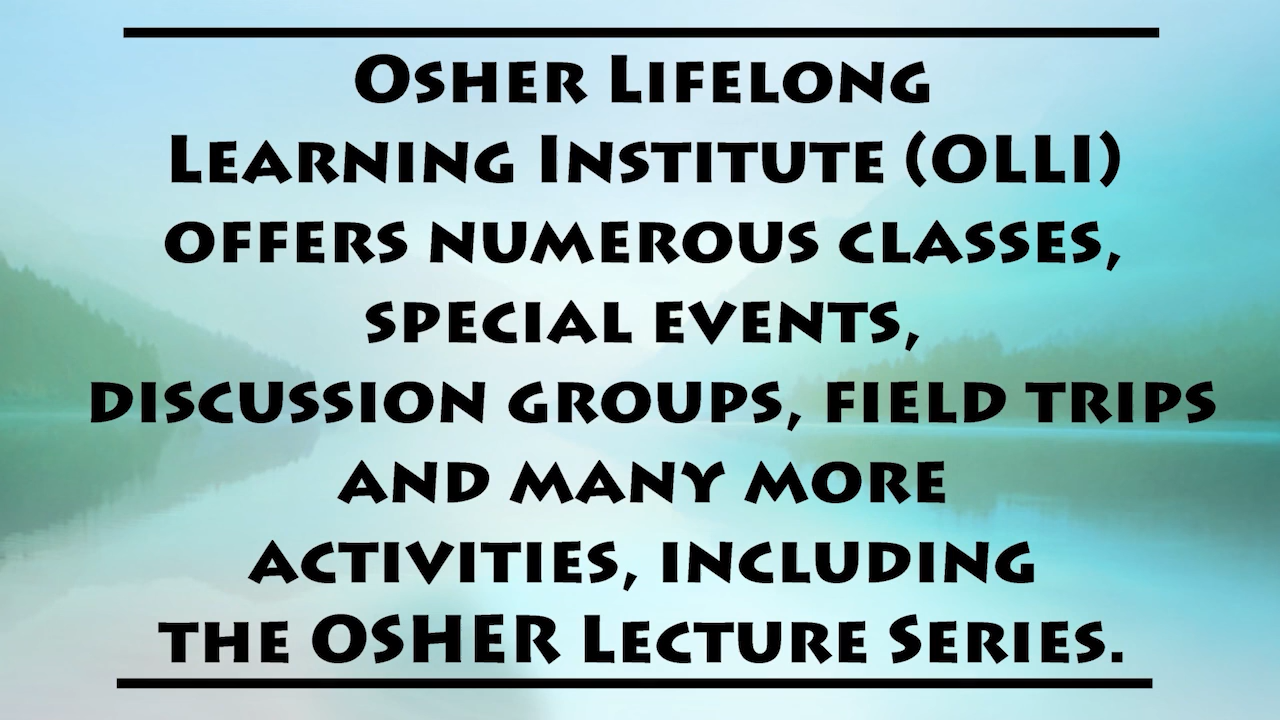 Osher Lifelong
Learning Institute (OLLI)
offers numerous classes,
special events,
discussion groups, field trips
and many more
activities, including
the OSHER Lecture Series.